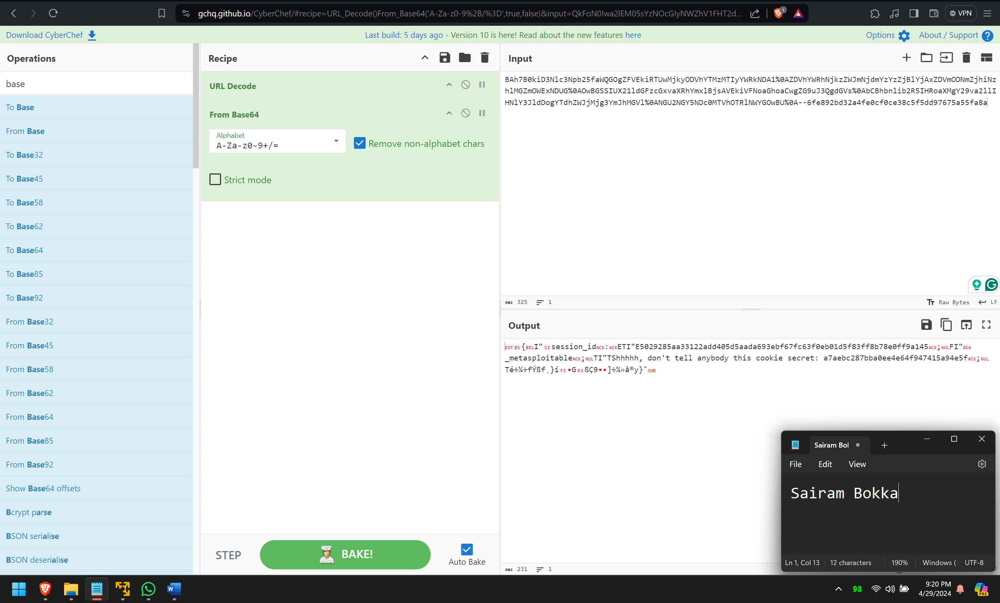 gchq.github.io/CyberChef/#recipe=URL_Decode()From_Base64('A-Za-z0-9%2B/%3D',true,false)&input=QkFoN0Iwa2lEM05sYzNOcGIyNWZhV1FHT2d...
1
VPN
Download CyberChef
Last build: 5 days ago - Version 10 is here! Read about the new features here
Options
About / Support
Operations
base
To Base
From Base
To Base32
To Base45
To Base58
To Base62
To Base64
To Base85
To Base92
From Base32
From Base45
From Base58
From Base62
From Base64
From Base85
From Base92
Show Base64 offsets
Bcrypt parse
BSON serialise
BSON deserialise
Recipe
URL Decode
From Base64
Alphabet
A-Za-z0-9+/=
Remove non-alphabet chars
Strict mode
STEP
BAKE!
Auto Bake
Input
BAh7B0kiD3Nlc3Npb25faWQGOgZFVEkiRTUwMjkyODVhYTMzMTIyYWRkNDA1%0AZDVhYWRhNjkzZWJmNjdmYzYzZjBlYjAxZDVmODNmZjhiNz
hlMGZmOWExNDUG%0AOwBGSSIUX21ldGFzcGxvaXRhYmxlBjsAVEkiVFNoaGhoaCwgZG9uJ3QgdGVs%0AbCBhbnlib2R5IHRoaXMgY29va2llI
HNlY3JldDogYTdhZWJjMjg3YmJhMGVl%0ANGU2NGY5NDc0MTVhOTRlNWYGOwBU%0A--6fe892bd32a4fe0cf0ce38c5f5dd97675a55fa8a
ABC 325 1
Raw Bytes LF
Output
EOT BS { BEL I" SI session_id ACK : ACK ETI"E5029285aa33122add405d5aada693ebf67fc63f0eb01d5f83ff8b78e0ff9a145 ACK ; NUL FI" DC4
_metasploitable ACK ; NUL TI"TShhhhh, don't tell anybody this cookie secret: a7aebc287bba0ee4e64f947415a94e5f ACK ; NUL
Té÷¼÷fÝßf¸}í FS •G RS ßÇ9••]÷¾»å®y}¯ SUB
ABC 231 1
Sairam Bol
File Edit View
Sairam Bokka
Ln 1, Col 13 12 characters 190% Windows ( UTF-8
98
9:20 PM
4/29/2024
PRE